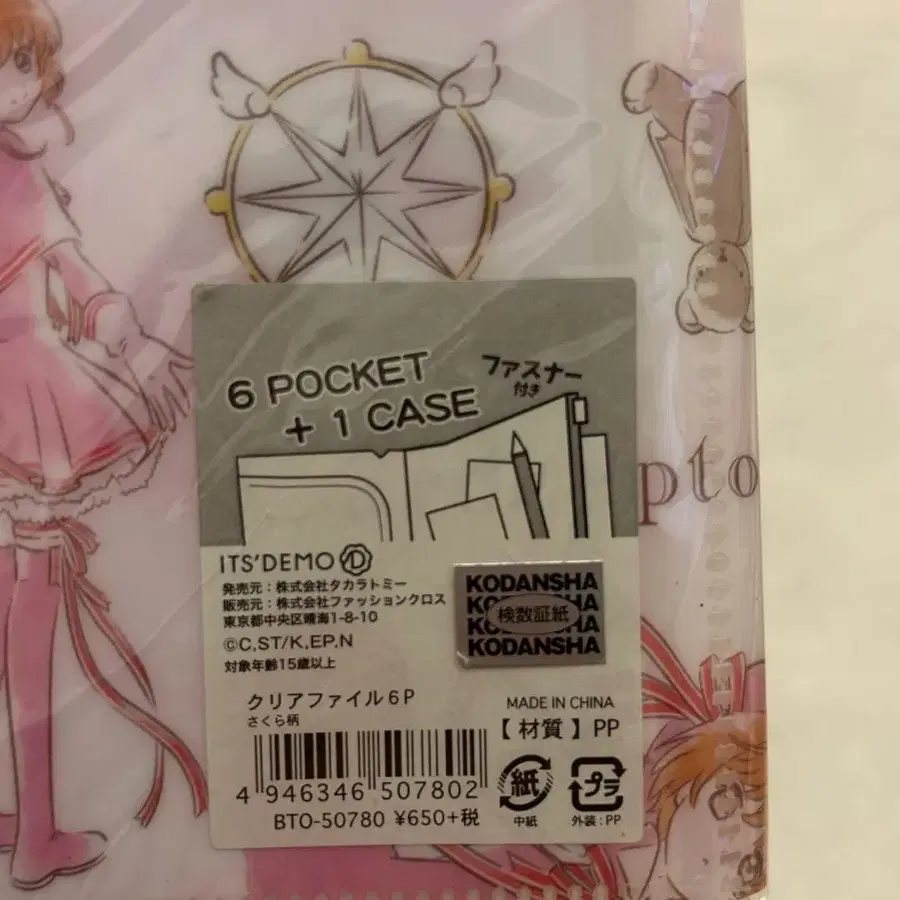 6 POCKET
+ 1 CASE
ファスナー
付き
pto
ITS'DEMO
発売元：株式会社タカラトミー
販売元：株式会社ファッションクロス
東京都中央区晴海1-8-10
©C,ST/K,EP,N
対象年齢15歳以上
KODANSHA
検数証紙
KODANSHA
クリアファイル6P
さくら柄
MADE IN CHINA
【材質】PP
4 946346 507802
BTO-50780 ¥650+税
紙
中紙
プラ
外装：PP